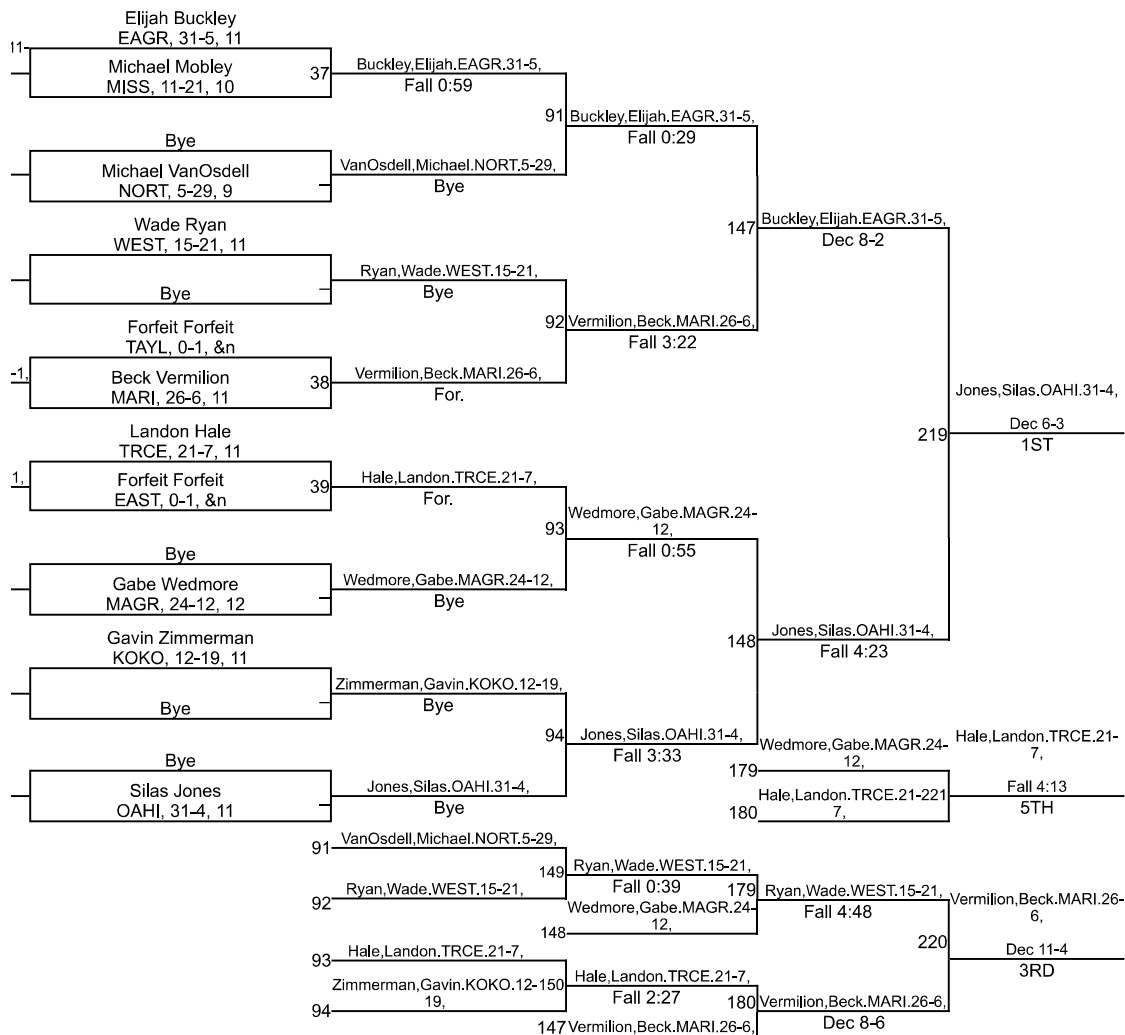 Elijah Buckley
EAGR, 31-5, 11
11
Michael Mobley
MISS, 11-21, 10
37
Buckley,Elijah.EAGR.31-5,
Fall 0:59
91
Buckley,Elijah.EAGR.31-5,
Fall 0:29
Bye
Michael VanOsdell
NORT, 5-29, 9
VanOsdell,Michael.NORT.5-29,
Bye
Wade Ryan
WEST, 15-21, 11
147
Buckley,Elijah.EAGR.31-5,
Dec 8-2
Bye
Ryan,Wade.WEST.15-21,
Bye
92
Vermilion,Beck.MARI.26-6,
Fall 3:22
Forfeit Forfeit
TAYL, 0-1, &n
-1,
Beck Vermilion
MARI, 26-6, 11
38
Vermilion,Beck.MARI.26-6,
For.
Landon Hale
TRCE, 21-7, 11
219
Jones,Silas.OAHI.31-4,
Dec 6-3
1ST
1,
Forfeit Forfeit
EAST, 0-1, &n
39
Hale,Landon.TRCE.21-7,
For.
93
Wedmore,Gabe.MAGR.24-
12,
Fall 0:55
Bye
Gabe Wedmore
MAGR, 24-12, 12
Wedmore,Gabe.MAGR.24-12,
Bye
Gavin Zimmerman
KOKO, 12-19, 11
148
Jones,Silas.OAHI.31-4,
Fall 4:23
Bye
Zimmerman,Gavin.KOKO.12-19,
Bye
94
Jones,Silas.OAHI.31-4,
Fall 3:33
Bye
Silas Jones
OAHI, 31-4, 11
Jones,Silas.OAHI.31-4,
Bye
179
Wedmore,Gabe.MAGR.24-
12,
180
Hale,Landon.TRCE.21-221
7,
Hale,Landon.TRCE.21-
7,
Fall 4:13
5TH
91
VanOsdell,Michael.NORT.5-29,
149
Ryan,Wade.WEST.15-21,
Fall 0:39
92
Ryan,Wade.WEST.15-21,
179
Ryan,Wade.WEST.15-21,
Fall 4:48
148
Wedmore,Gabe.MAGR.24-
12,
220
Vermilion,Beck.MARI.26-
6,
Dec 11-4
3RD
93
Hale,Landon.TRCE.21-7,
94
Zimmerman,Gavin.KOKO.12-150
19,
Hale,Landon.TRCE.21-7,
Fall 2:27
180
Vermilion,Beck.MARI.26-6,
Dec 8-6
147
Vermilion,Beck.MARI.26-6,